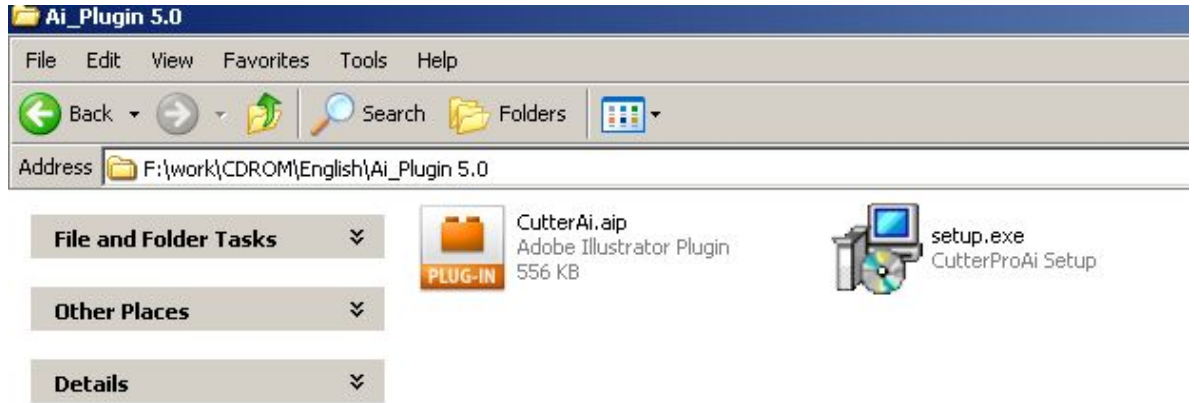 Ai_Plugin 5.0
File Edit View Favorites Tools Help
Back Search Folders
Address F:\work\CDROM\English\Ai_Plugin 5.0
File and Folder Tasks
Other Places
Details
PLUG-IN
CutterAi.aip
Adobe Illustrator Plugin
556 KB
setup.exe
CutterProAi Setup